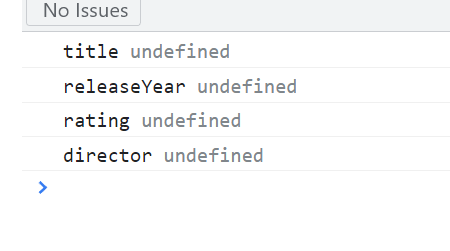 No Issues
title undefined
releaseYear undefined
rating undefined
director undefined